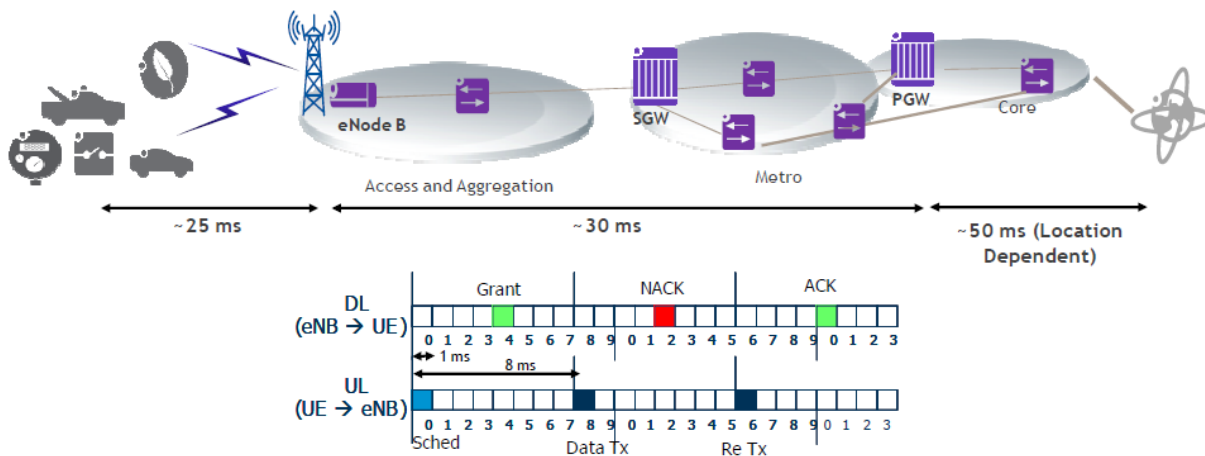 eNode B
SGW
PGW
Core
Access and Aggregation
Metro
~25 ms
~30 ms
~50 ms (Location
Dependent)
Grant
NACK
ACK
DL
(eNB → UE)
0 1 2 3 4 5 6 7 8 9 0 1 2 3 4 5 6 7 8 9 0 1 2 3
1 ms
8 ms
UL
(UE → eNB)
0 1 2 3 4 5 6 7 8 9 0 1 2 3 4 5 6 7 8 9 0 1 2 3
Sched
Data Tx
Re Tx